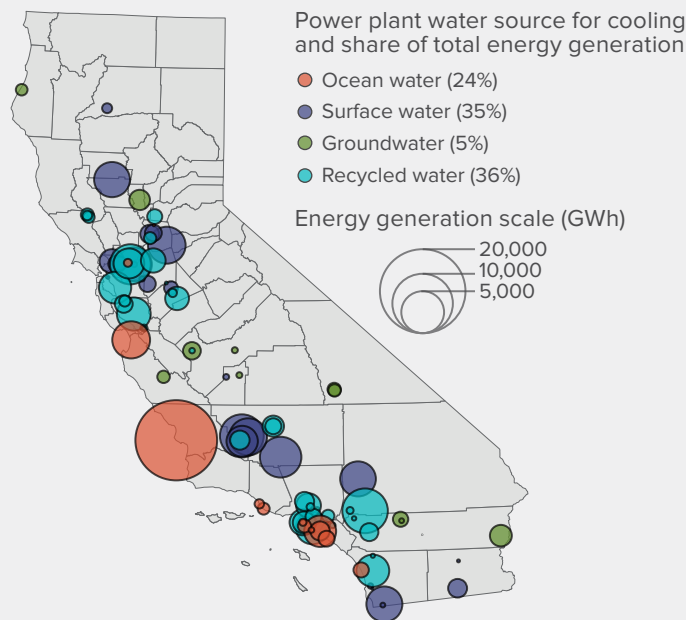 Power plant water source for cooling
and share of total energy generation
Ocean water (24%)
Surface water (35%)
Groundwater (5%)
Recycled water (36%)
Energy generation scale (GWh)
20,000
10,000
5,000